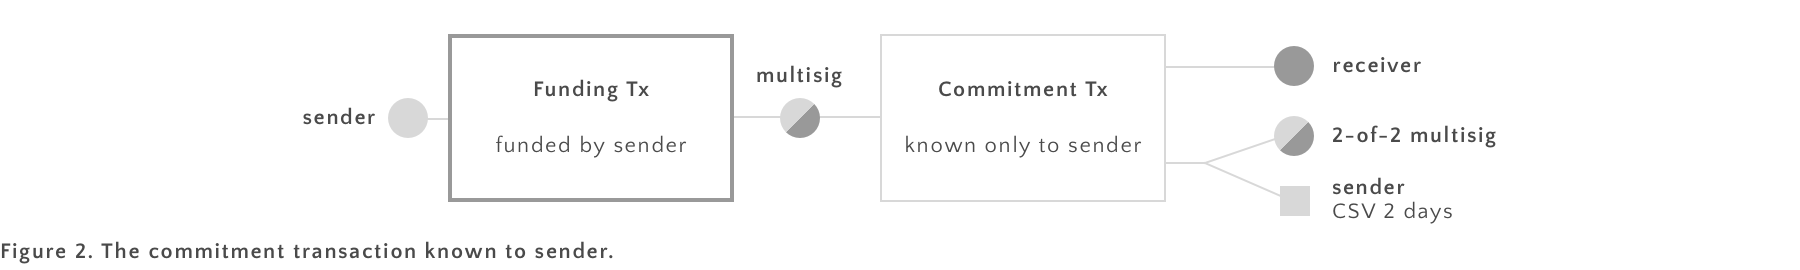 sender
Funding Tx
funded by sender
multisig
Commitment Tx
known only to sender
receiver
2-of-2 multisig
sender
CSV 2 days
Figure 2. The commitment transaction known to sender.